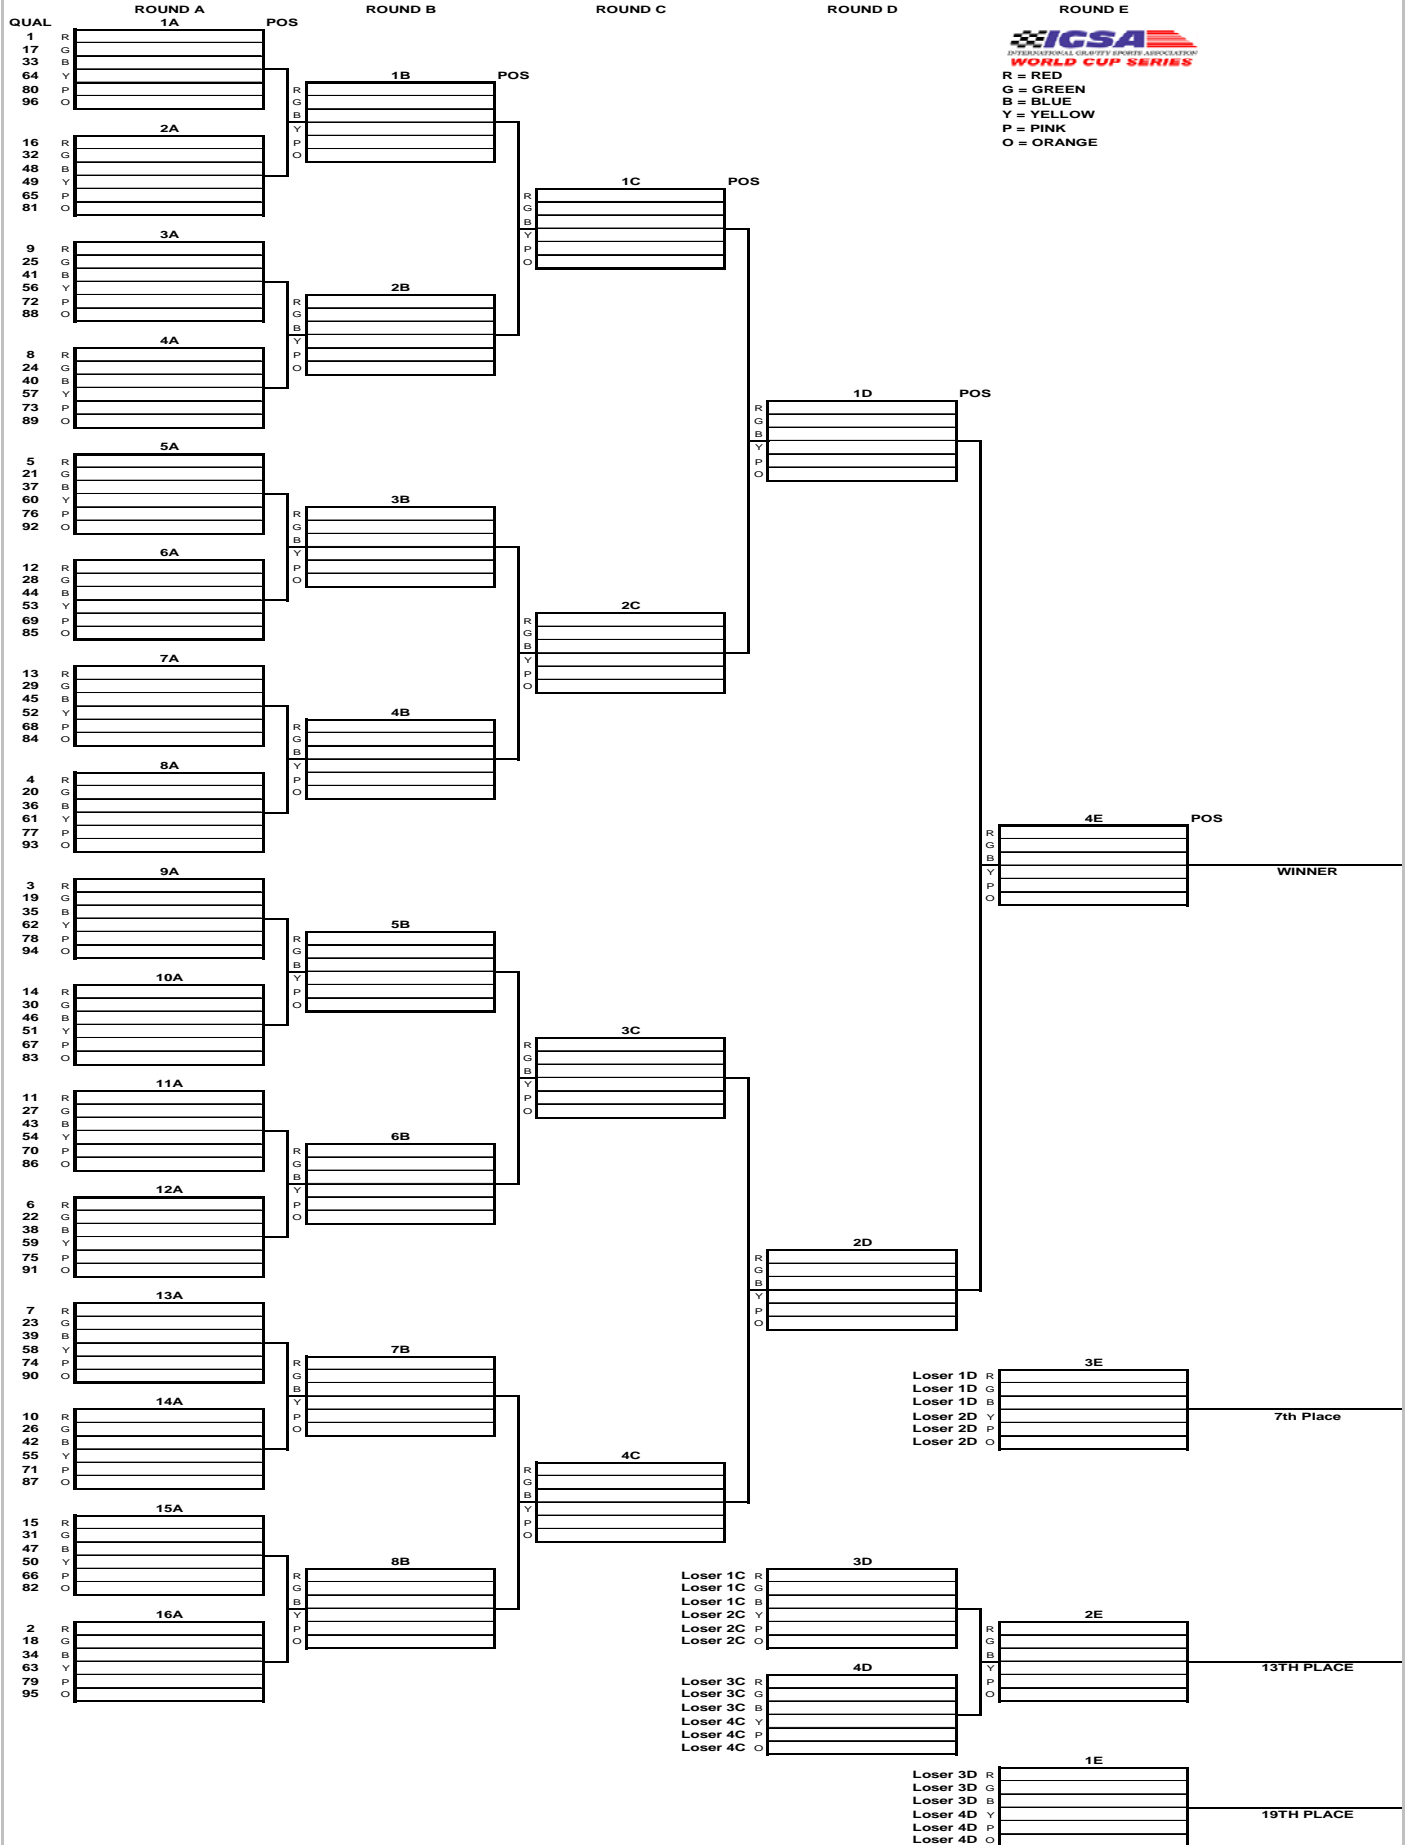 ROUND A ROUND B ROUND C ROUND D ROUND E
QUAL 1A POS
1 R
17 G
33 B
64 Y
80 P
96 O
2A
16 R
32 G
48 B
49 Y
65 P
81 O
3A
9 R
25 G
41 B
56 Y
72 P
88 O
4A
8 R
24 G
40 B
57 Y
73 P
89 O
5A
5 R
21 G
37 B
60 Y
76 P
92 O
6A
12 R
28 G
44 B
53 Y
69 P
85 O
7A
13 R
29 G
45 B
52 Y
68 P
84 O
8A
4 R
20 G
36 B
61 Y
77 P
93 O
9A
3 R
19 G
35 B
62 Y
78 P
94 O
10A
14 R
30 G
46 B
51 Y
67 P
83 O
11A
11 R
27 G
43 B
54 Y
70 P
86 O
12A
6 R
22 G
38 B
59 Y
75 P
91 O
13A
7 R
23 G
39 B
58 Y
74 P
90 O
14A
10 R
26 G
42 B
55 Y
71 P
87 O
15A
15 R
31 G
47 B
50 Y
66 P
82 O
16A
2 R
18 G
34 B
63 Y
79 P
95 O
1B POS
R
G
B
Y
P
O
2B
R
G
B
Y
P
O
3B
R
G
B
Y
P
O
4B
R
G
B
Y
P
O
5B
R
G
B
Y
P
O
6B
R
G
B
Y
P
O
7B
R
G
B
Y
P
O
8B
R
G
B
Y
P
O
1C POS
R
G
B
Y
P
O
2C
R
G
B
Y
P
O
3C
R
G
B
Y
P
O
4C
R
G
B
Y
P
O
1D POS
R
G
B
Y
P
O
2D
R
G
B
Y
P
O
3D
Loser 1C R
Loser 1C G
Loser 1C B
Loser 2C Y
Loser 2C P
Loser 2C O
4D
Loser 3C R
Loser 3C G
Loser 3C B
Loser 4C Y
Loser 4C P
Loser 4C O
IGSA
INTERNATIONAL GRAVITY SPORTS ASSOCIATION
WORLD CUP SERIES
R = RED
G = GREEN
B = BLUE
Y = YELLOW
P = PINK
O = ORANGE
4E POS
R
G
B
Y
P
O
WINNER
3E
Loser 1D R
Loser 1D G
Loser 1D B
Loser 2D Y
Loser 2D P
Loser 2D O
7th Place
2E
R
G
B
Y
P
O
13TH PLACE
1E
Loser 3D R
Loser 3D G
Loser 3D B
Loser 4D Y
Loser 4D P
Loser 4D O
19TH PLACE